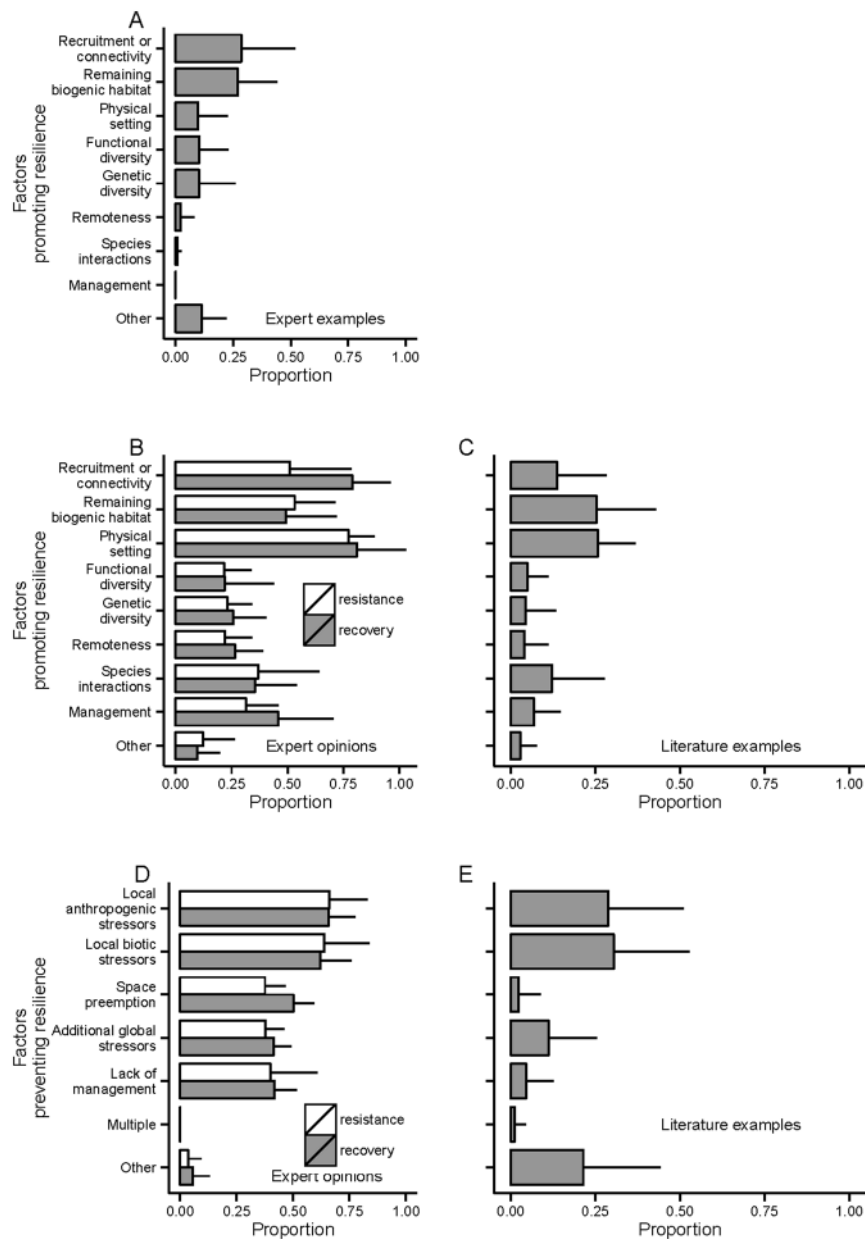 A
Factors
promoting resilience
Recruitment or
connectivity
Remaining
biogenic habitat
Physical
setting
Functional
diversity
Genetic
diversity
Remoteness
Species
interactions
Management
Other
Expert examples
0.00 0.25 0.50 0.75 1.00
Proportion
B
Factors
promoting resilience
Recruitment or
connectivity
Remaining
biogenic habitat
Physical
setting
Functional
diversity
Genetic
diversity
Remoteness
Species
interactions
Management
Other
resistance
recovery
Expert opinions
0.00 0.25 0.50 0.75 1.00
Proportion
C
Literature examples
0.00 0.25 0.50 0.75 1.00
Proportion
D
Factors
preventing resilience
Local
anthropogenic
stressors
Local biotic
stressors
Space
preemption
Additional global
stressors
Lack of
management
Multiple
Other
resistance
recovery
Expert opinions
0.00 0.25 0.50 0.75 1.00
Proportion
E
Literature examples
0.00 0.25 0.50 0.75 1.00
Proportion